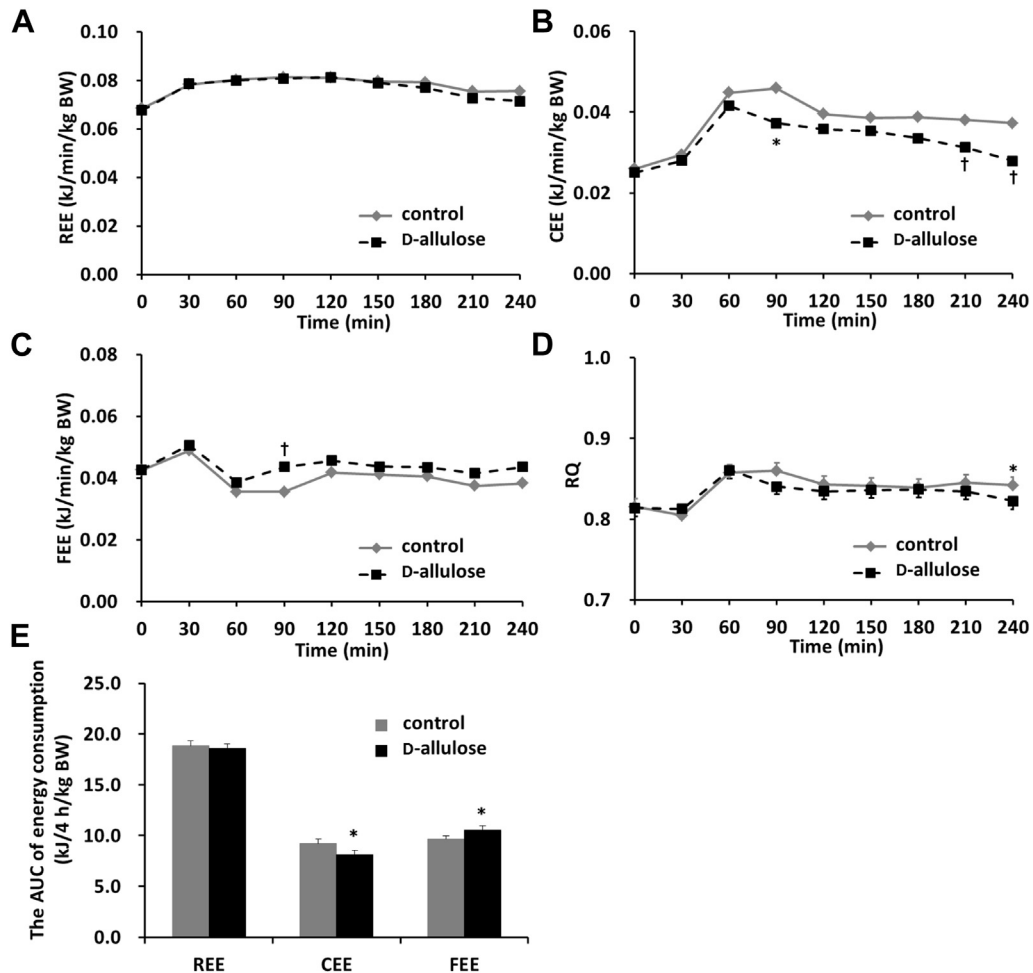 A
REE (kJ/min/kg BW)
0.10
0.08
0.06
0.04
0.02
0.00
control
D-allulose
0 30 60 90 120 150 180 210 240
Time (min)
B
CEE (kJ/min/kg BW)
0.06
0.04
0.02
0.00
*
†
†
control
D-allulose
0 30 60 90 120 150 180 210 240
Time (min)
C
FEE (kJ/min/kg BW)
0.08
0.06
0.04
0.02
0.00
†
control
D-allulose
0 30 60 90 120 150 180 210 240
Time (min)
D
RQ
1.0
0.9
0.8
0.7
*
control
D-allulose
0 30 60 90 120 150 180 210 240
Time (min)
E
The AUC of energy consumption
(kJ/4 h/kg BW)
25.0
20.0
15.0
10.0
5.0
0.0
control
D-allulose
*
*
REE CEE FEE